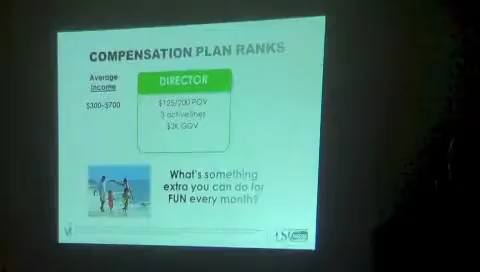 COMPENSATION PLAN RANKS
Average
Income
$300-$700
DIRECTOR
$125/200 PQV
3 active lines
$2K GQV
What's something
extra you can do for
FUN every month?